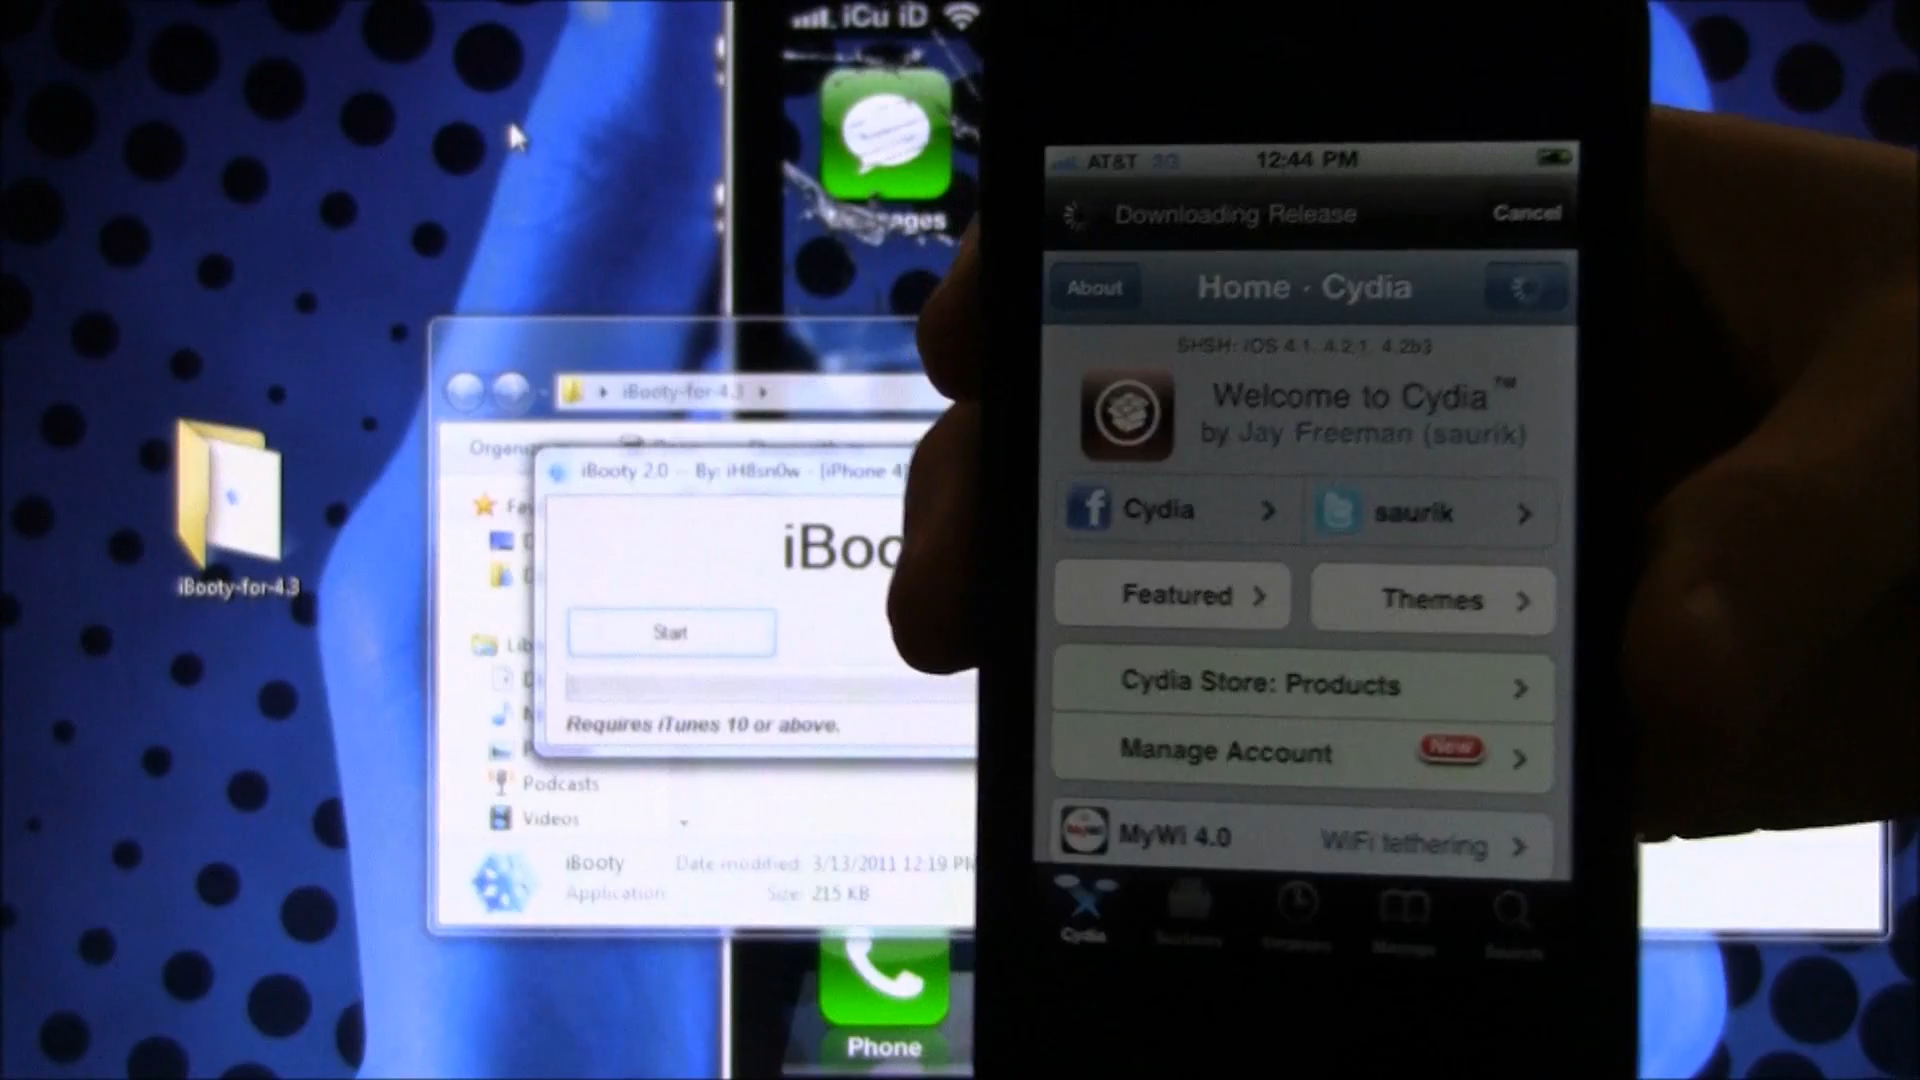 iCu iD
Messages
iBooty-for-4.3
iBooty-for-4.3
iBooty 2.0 - By: iH8sn0w - [iPhone 4]
iBoo
Start
Requires iTunes 10 or above.
Podcasts
Videos
iBooty
Date modified: 3/13/2011 12:19 PM
Application
Size: 215 KB
Phone
AT&T 3G
12:44 PM
Downloading Release
Cancel
About
Home · Cydia
SHSH: iOS 4.1, 4.2.1, 4.2b3
Welcome to Cydia™
by Jay Freeman (saurik)
Cydia
saurik
Featured
Themes
Cydia Store: Products
Manage Account
New
MyWi 4.0
WiFi tethering
Cydia
Search